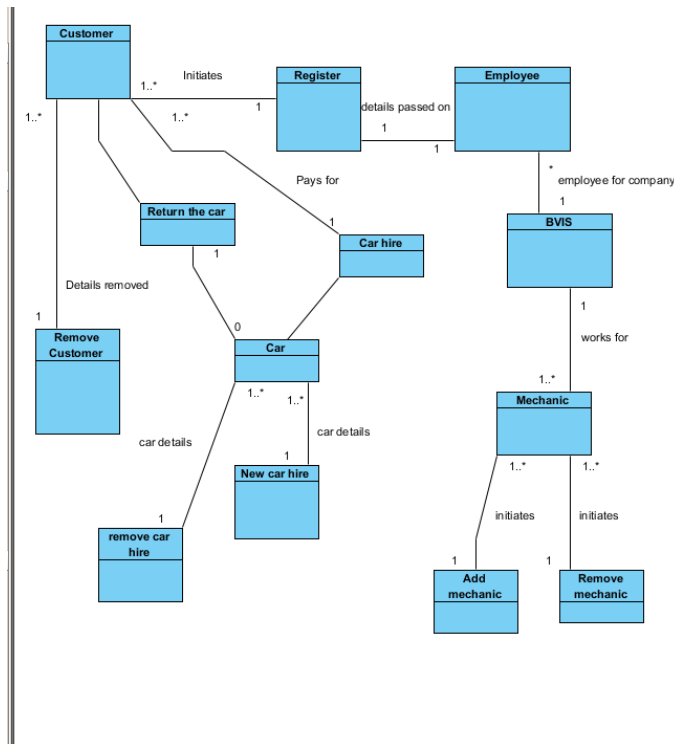 Customer
Initiates
Register
Employee
1..*
1
details passed on
1..*
1..*
1
1
*
employee for company
Pays for
1
Return the car
1
Car hire
BVIS
1
Details removed
1
1
0
works for
Remove
Customer
Car
1..*
1..*
1..*
Mechanic
car details
car details
1
1..*
1..*
New car hire
1
initiates
initiates
remove car
hire
1
1
Add
mechanic
Remove
mechanic